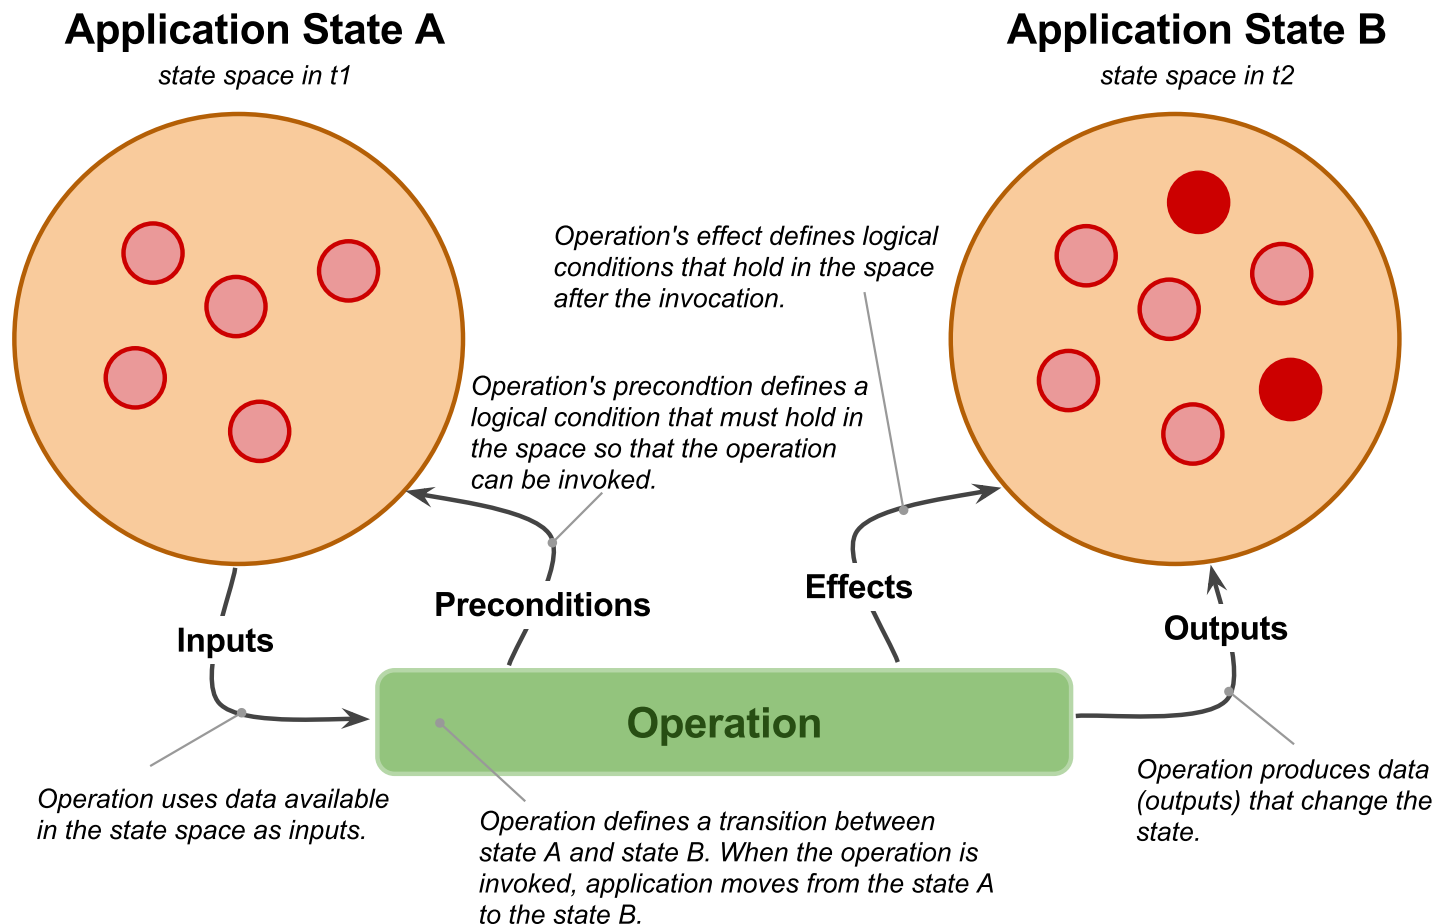 Application State A
state space in t1
Application State B
state space in t2
Operation's effect defines logical
conditions that hold in the space
after the invocation.
Operation's precondtion defines a
logical condition that must hold in
the space so that the operation
can be invoked.
Effects
Preconditions
Outputs
Inputs
Operation
Operation uses data available
in the state space as inputs.
Operation defines a transition between
state A and state B. When the operation is
invoked, application moves from the state A
to the state B.
Operation produces data
(outputs) that change the
state.